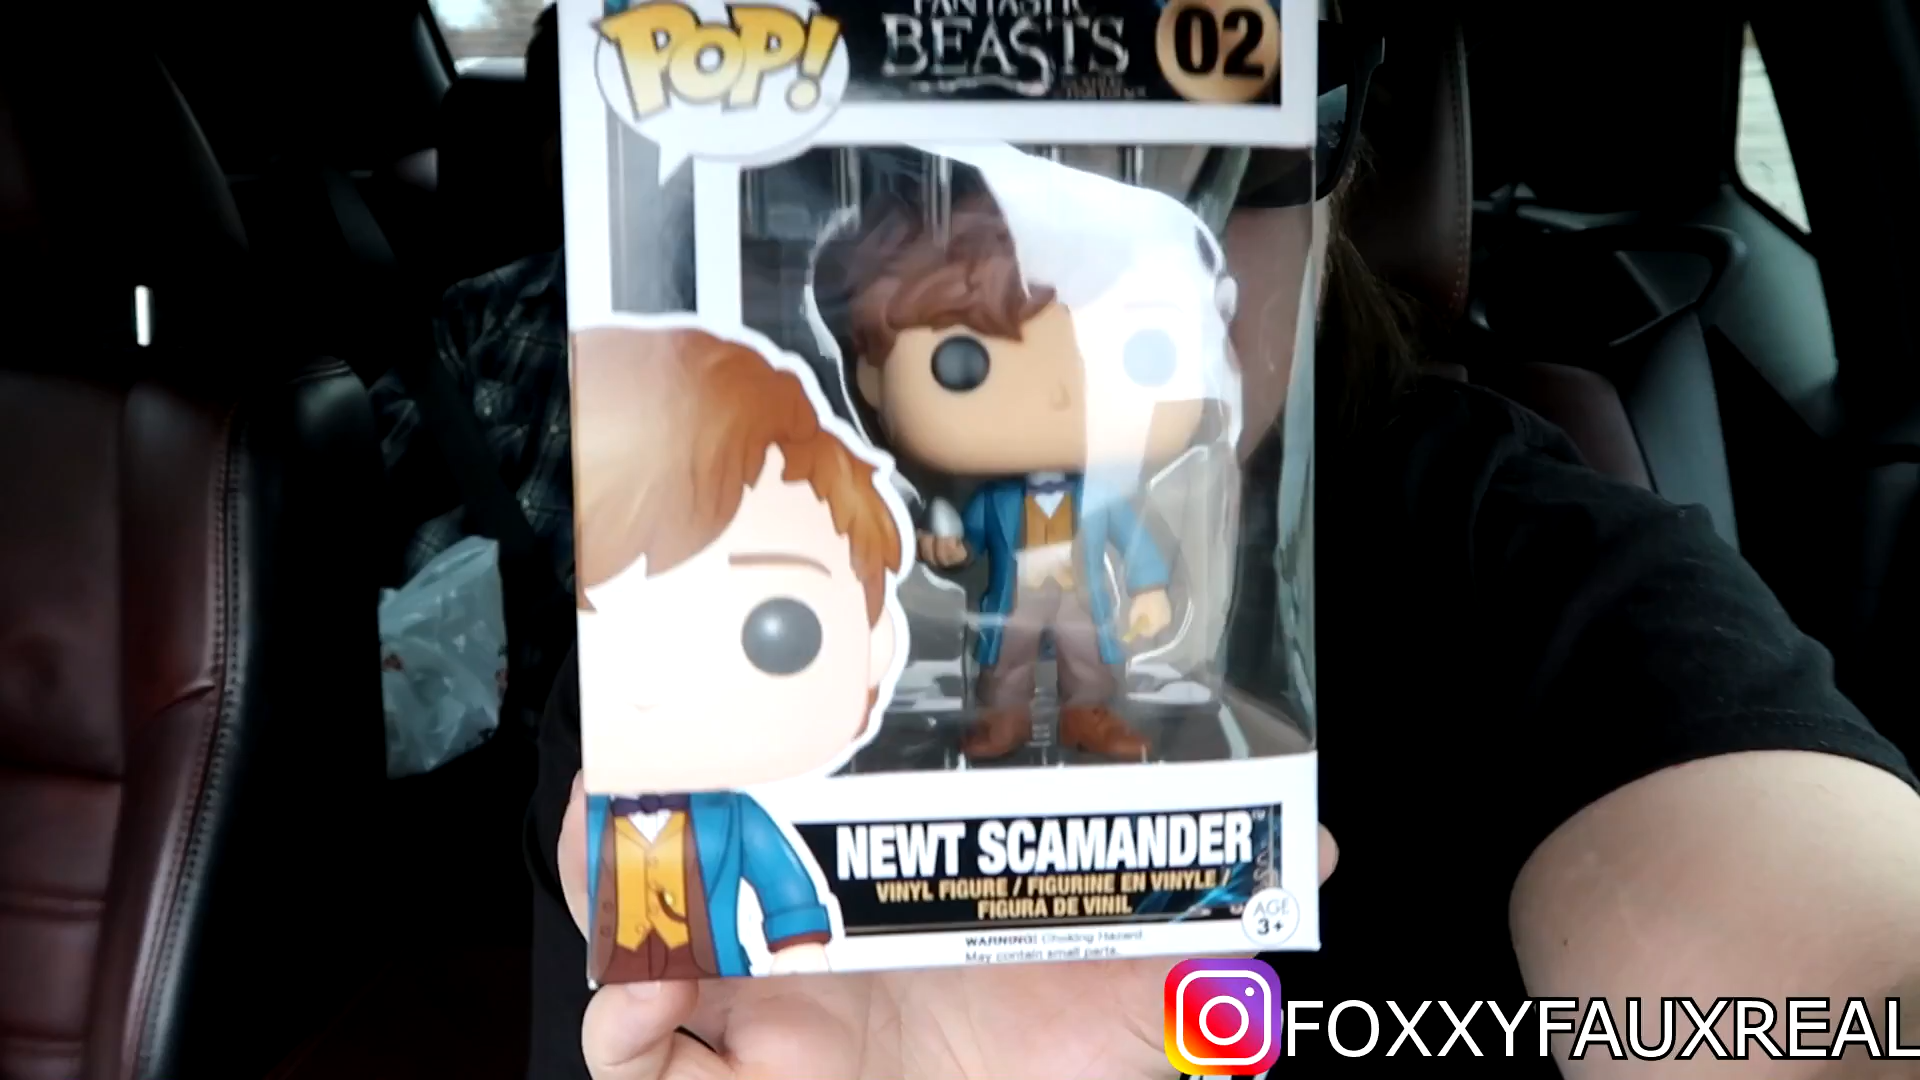 POP!
FANTASTIC
BEASTS
02
NEWT SCAMANDER™
VINYL FIGURE / FIGURINE EN VINYLE /
FIGURA DE VINIL
AGE
3+
WARNING: Choking Hazard
May contain small parts.
FOXXYFAUXREAL